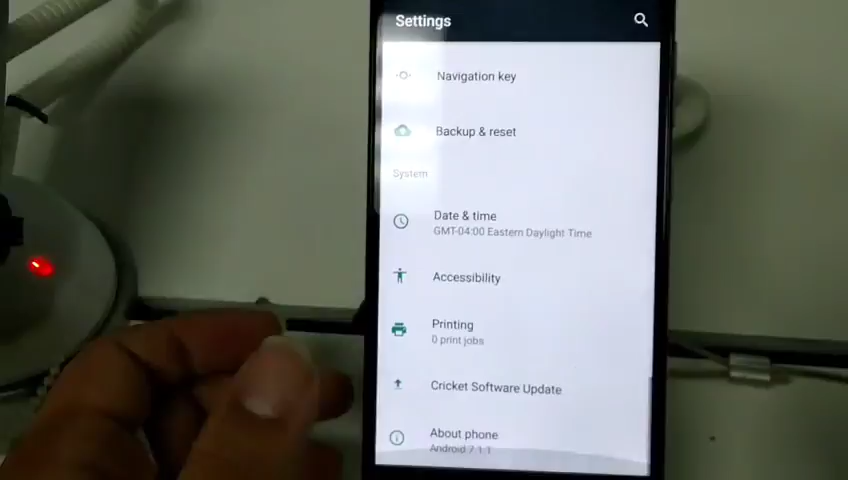 Settings
Navigation key
Backup & reset
System
Date & time
GMT-04:00 Eastern Daylight Time
Accessibility
Printing
0 print jobs
Cricket Software Update
About phone
Android 7.1.1